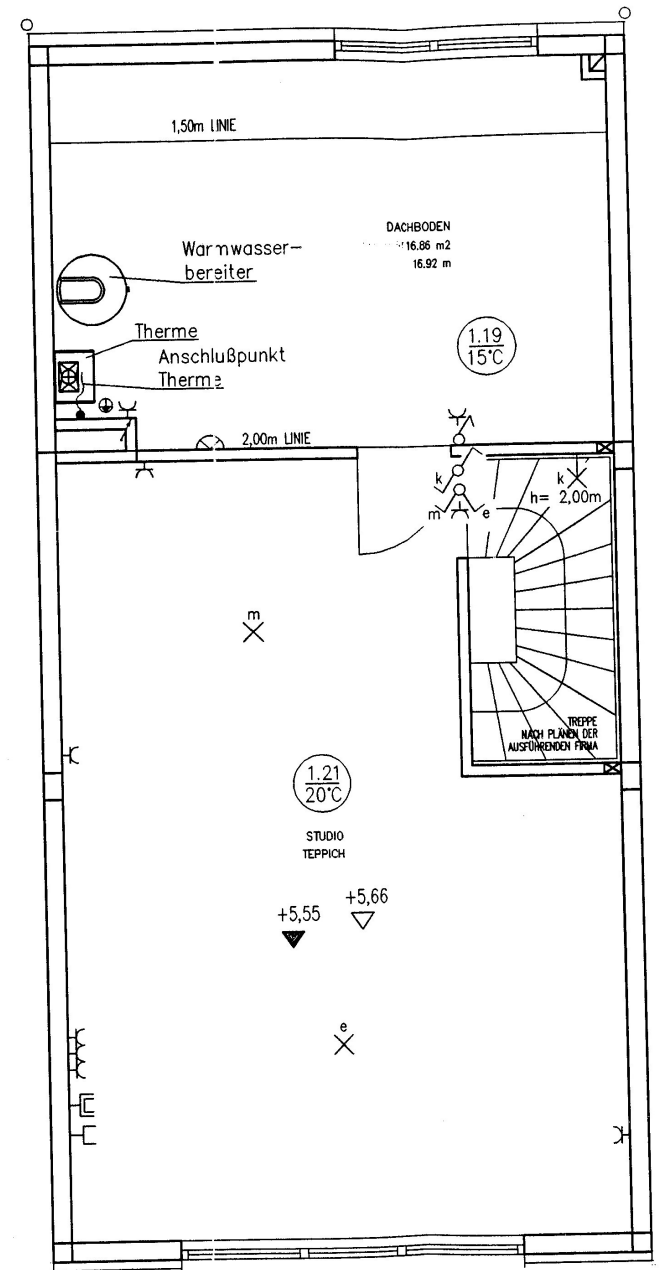 1,50m LINIE
DACHBODEN
16.86 m2
16.92 m
Warmwasser-
bereiter
Therme
Anschlußpunkt
Therme
1.19
15°C
2,00m LINIE
k
k
h= 2,00m
m
e
m
TREPPE
NACH PLÄNEN DER
AUSFÜHRENDEN FIRMA
1.21
20°C
STUDIO
TEPPICH
+5,55
+5,66
e